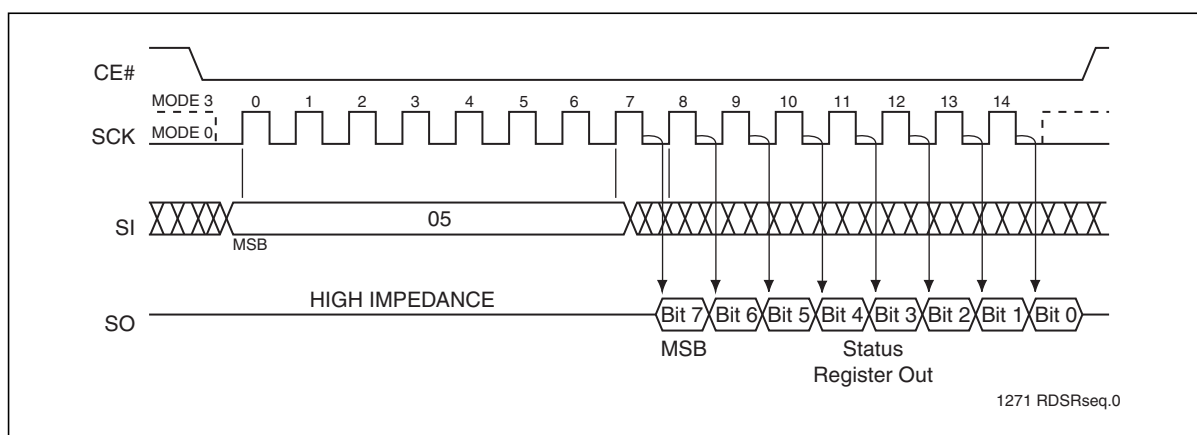 CE#
MODE 3 0 1 2 3 4 5 6 7 8 9 10 11 12 13 14
SCK MODE 0
SI 05
MSB
HIGH IMPEDANCE
SO Bit 7 Bit 6 Bit 5 Bit 4 Bit 3 Bit 2 Bit 1 Bit 0
MSB Status
Register Out
1271 RDSRseq.0